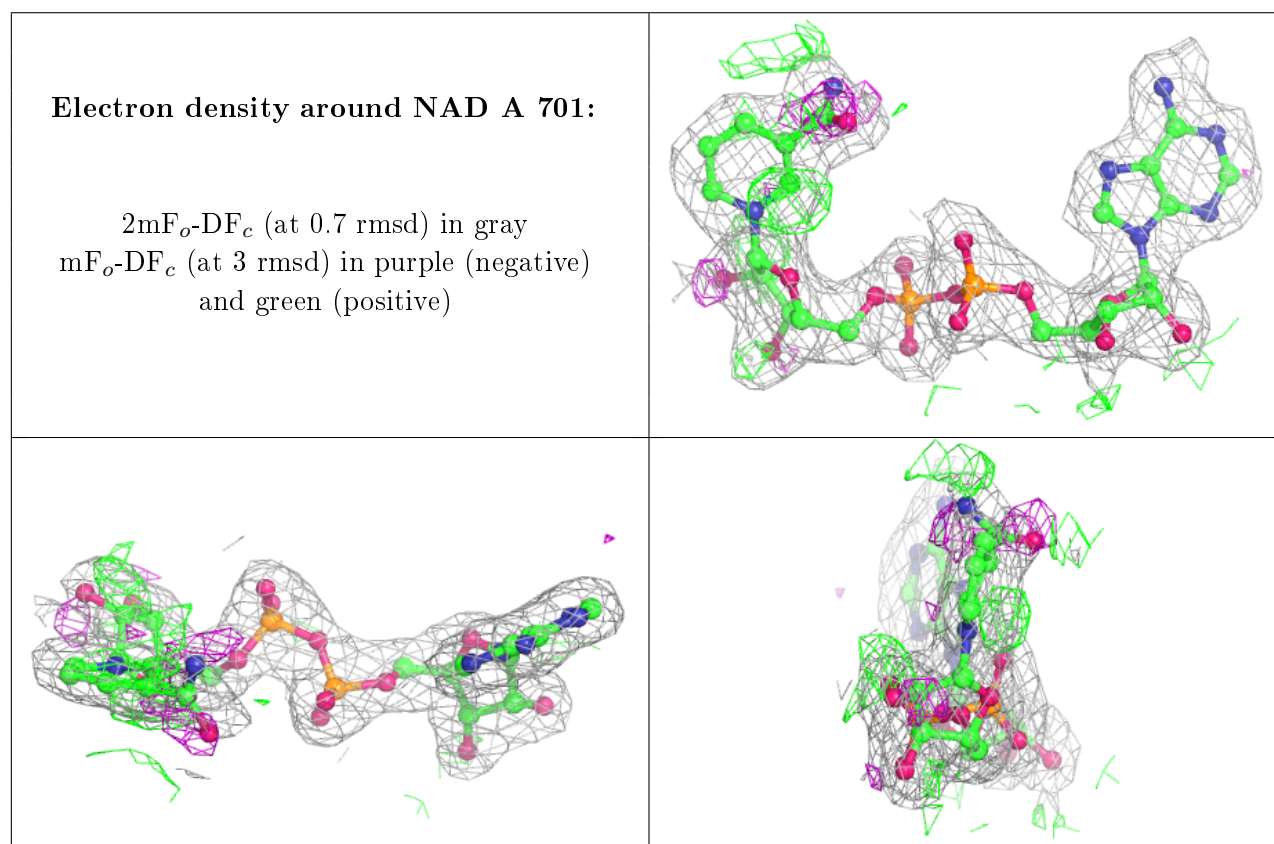 Electron density around NAD A 701:
2mFₒ-DF𝒸 (at 0.7 rmsd) in gray
mFₒ-DF𝒸 (at 3 rmsd) in purple (negative)
and green (positive)